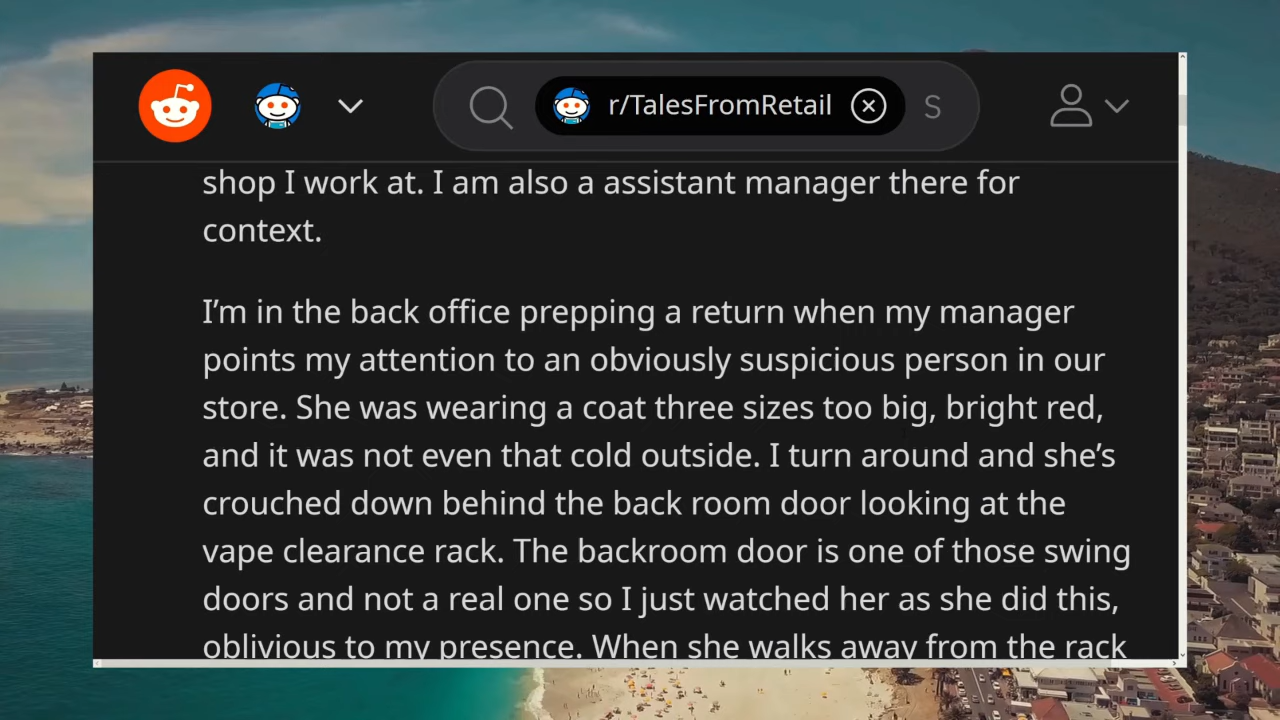 r/TalesFromRetail
S
shop I work at. I am also a assistant manager there for
context.
I’m in the back office prepping a return when my manager
points my attention to an obviously suspicious person in our
store. She was wearing a coat three sizes too big, bright red,
and it was not even that cold outside. I turn around and she’s
crouched down behind the back room door looking at the
vape clearance rack. The backroom door is one of those swing
doors and not a real one so I just watched her as she did this,
oblivious to my presence. When she walks away from the rack